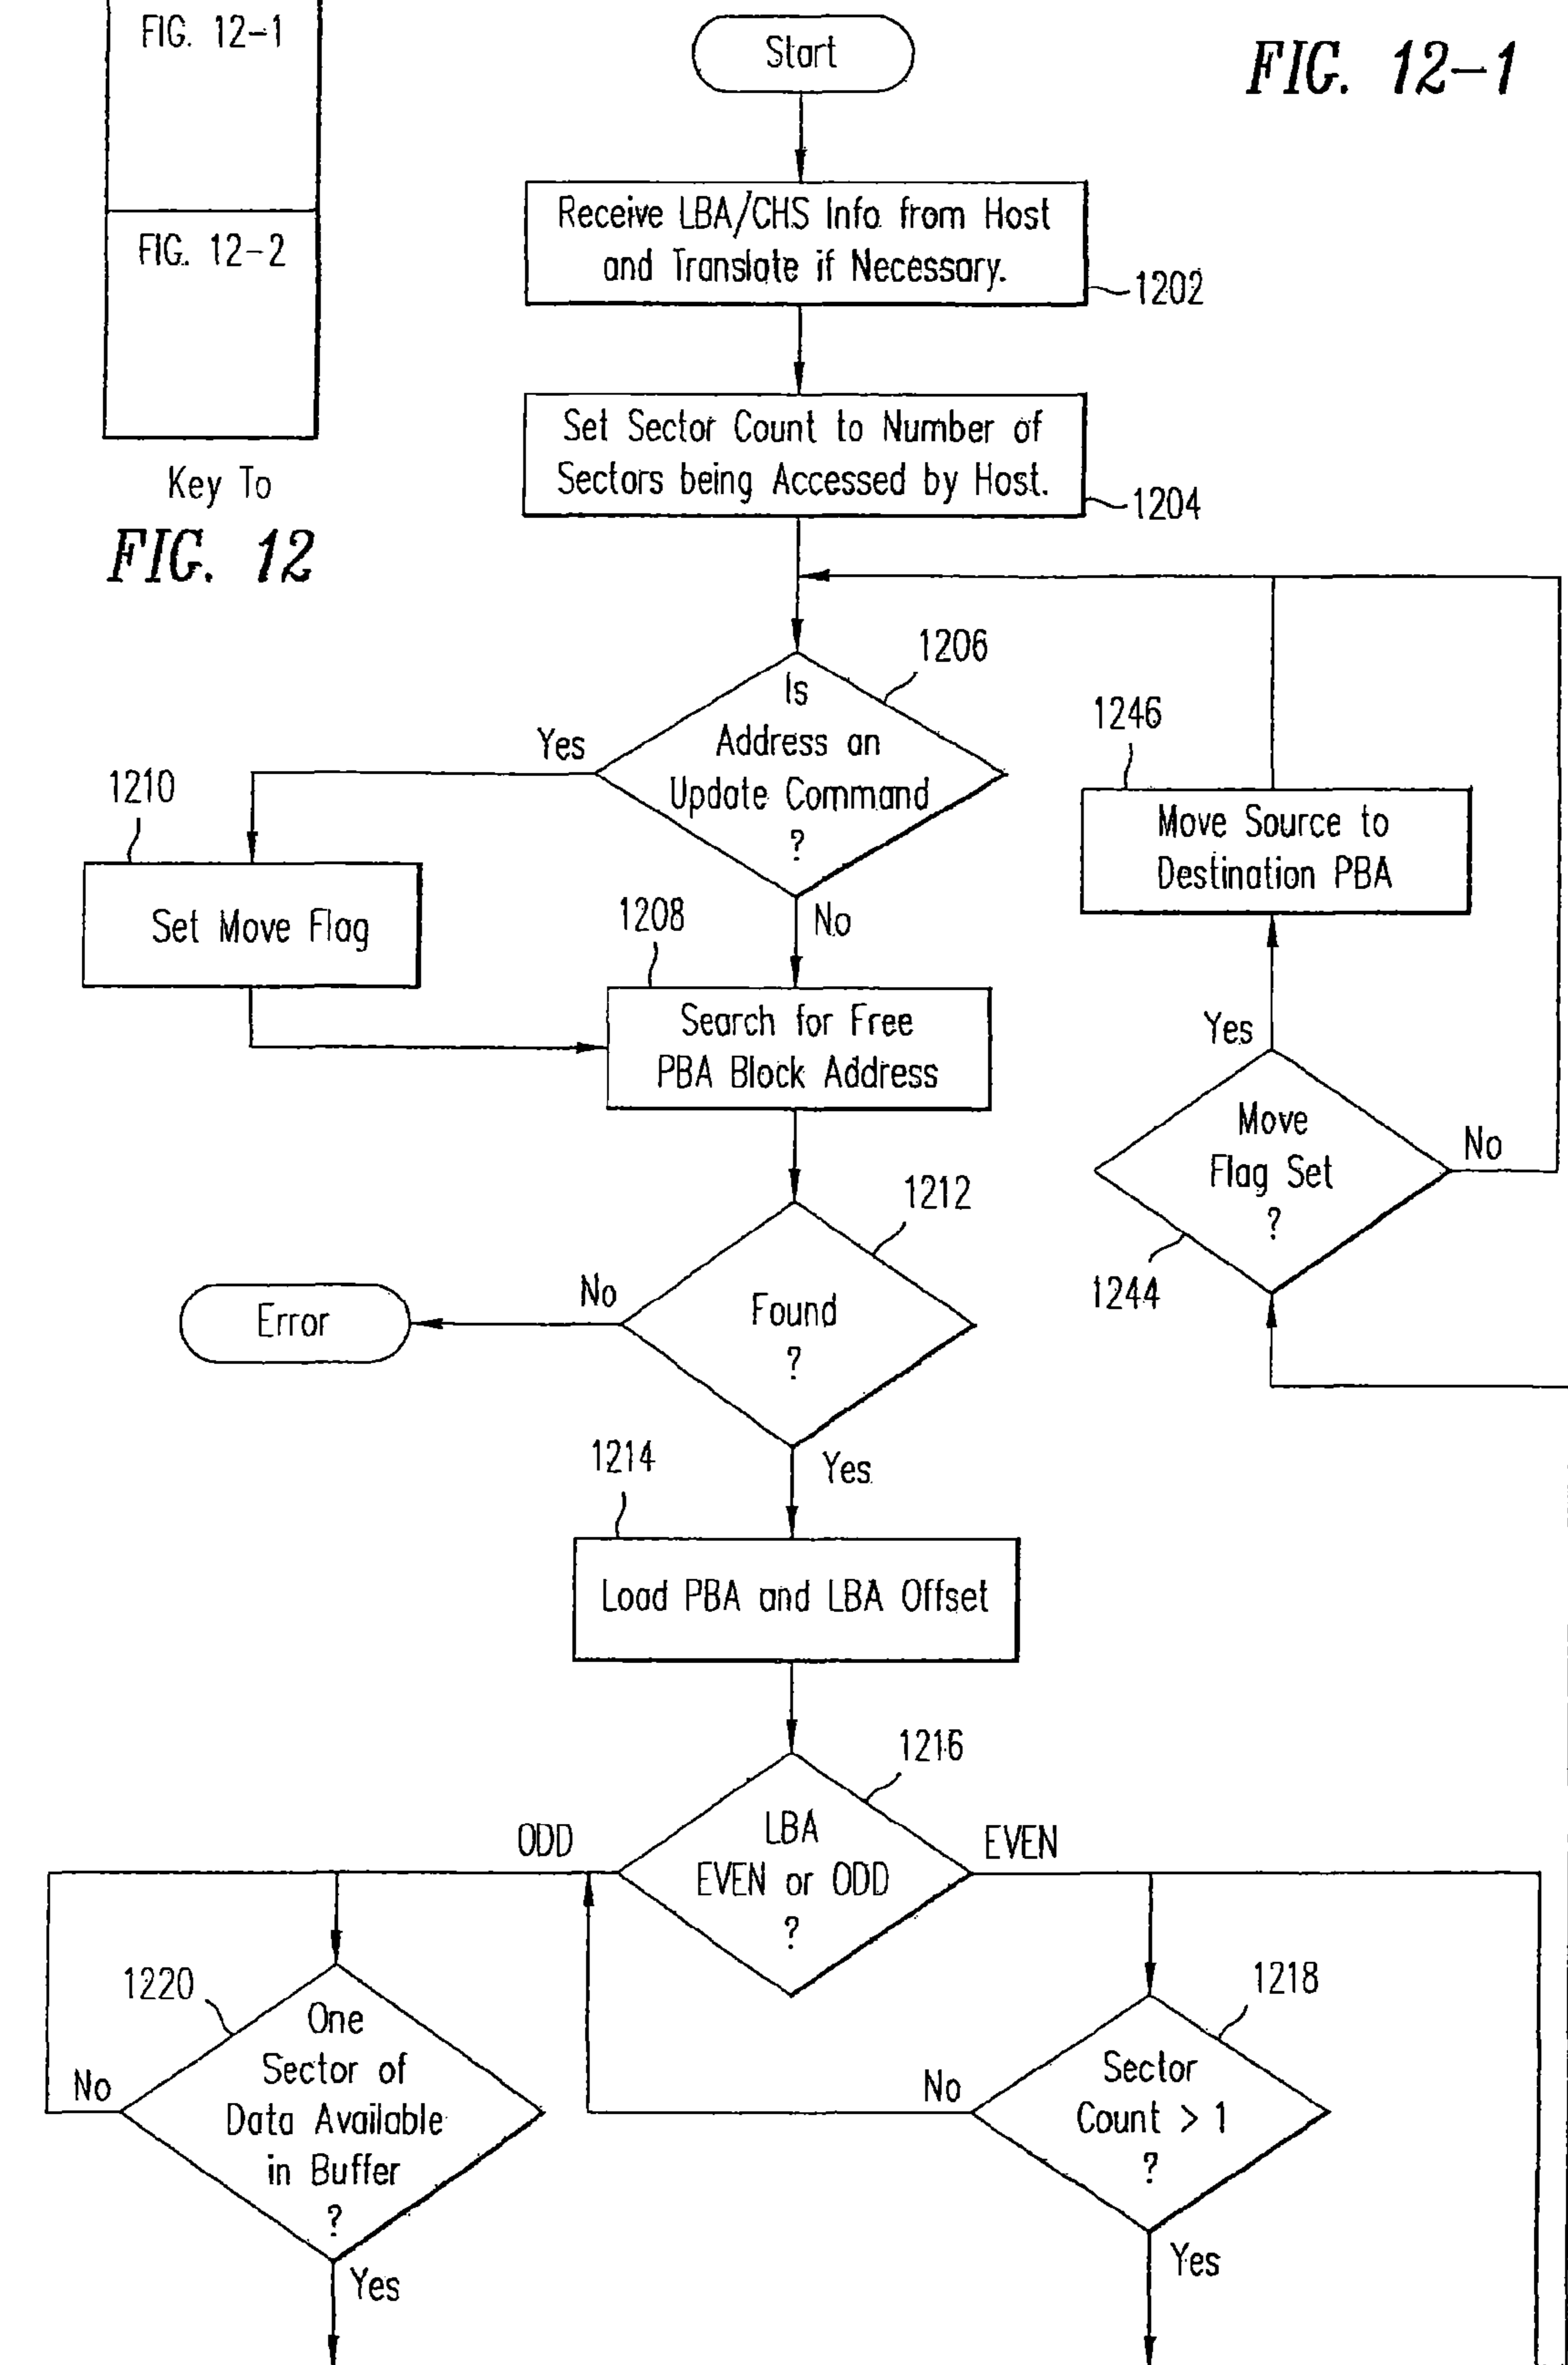 FIG. 12-1
FIG. 12-2
Key To
FIG. 12
FIG. 12-1
Start
Receive LBA/CHS Info from Host
and Translate if Necessary.
1202
Set Sector Count to Number of
Sectors being Accessed by Host.
1204
1206
Is
Address an
Update Command
?
Yes
No
1210
Set Move Flag
1208
Search for Free
PBA Block Address
1246
Move Source to
Destination PBA
Yes
Move
Flag Set
?
No
1244
1212
Found
?
No
Error
Yes
1214
Load PBA and LBA Offset
1216
LBA
EVEN or ODD
?
ODD
EVEN
1220
One
Sector of
Data Available
in Buffer
?
No
Yes
1218
Sector
Count > 1
?
No
Yes